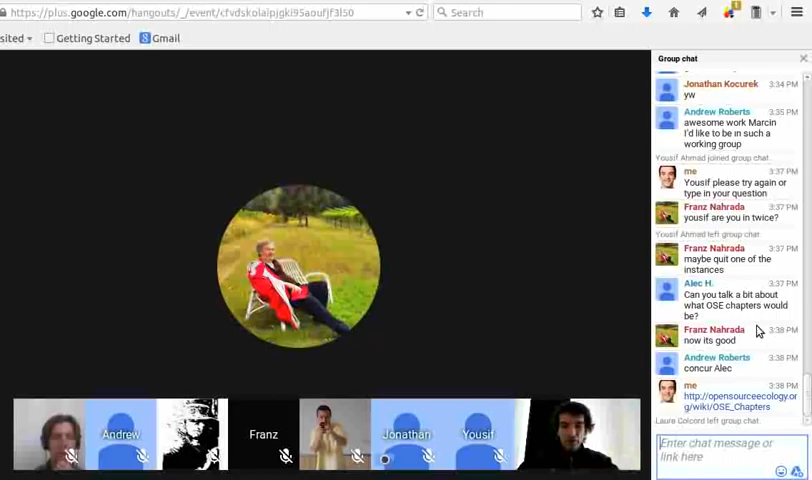 https://plus.google.com/hangouts/_/event/cfvdskolaipjgki95aoufjf3l50
Search
1
sited
Getting Started
Gmail
Group chat
Jonathan Kocurek 3:34 PM
yw
Andrew Roberts 3:35 PM
awesome work Marcin
I'd like to be in such a
working group
Yousif Ahmad joined group chat.
me 3:37 PM
Yousif please try again or
type in your question
Franz Nahrada 3:37 PM
yousif are you in twice?
Yousif Ahmed left group chat.
Franz Nahrada 3:37 PM
maybe quit one of the
instances
Alec H. 3:37 PM
Can you talk a bit about
what OSE chapters would
be?
Franz Nahrada 3:38 PM
now its good
Andrew Roberts 3:38 PM
concur Alec
me 3:38 PM
http://opensourceecology.or
g/wiki/OSE_Chapters
Laure Colcord left group chat.
Andrew
Franz
Jonathan
Yousif
Enter chat message or
link here